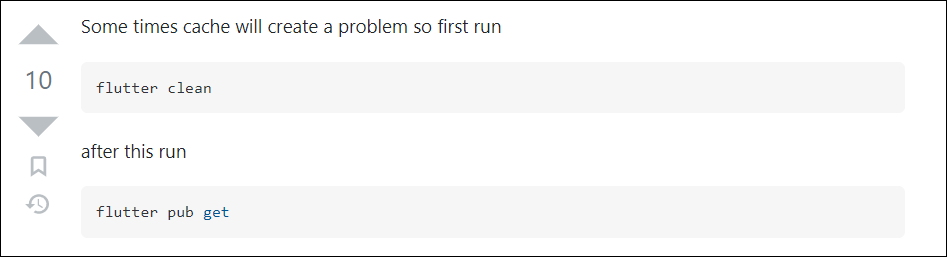 Some times cache will create a problem so first run
10
flutter clean
after this run
flutter pub get